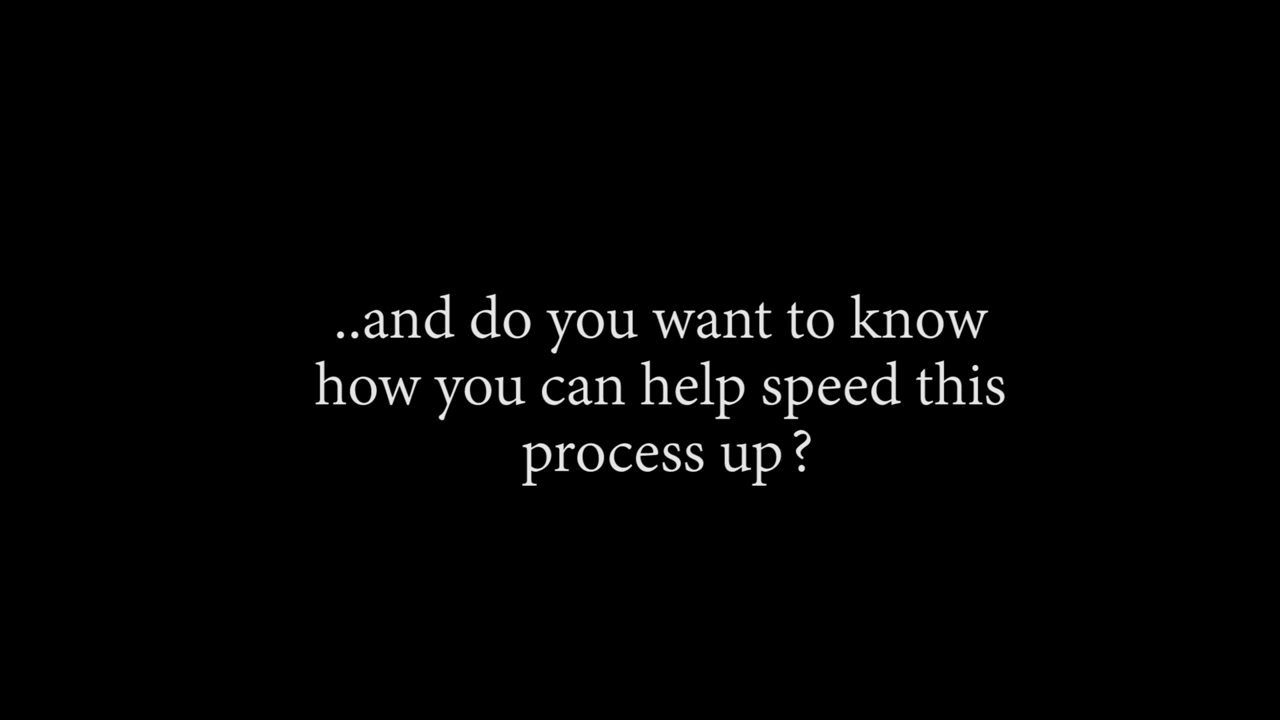 ..and do you want to know
how you can help speed this
process up?